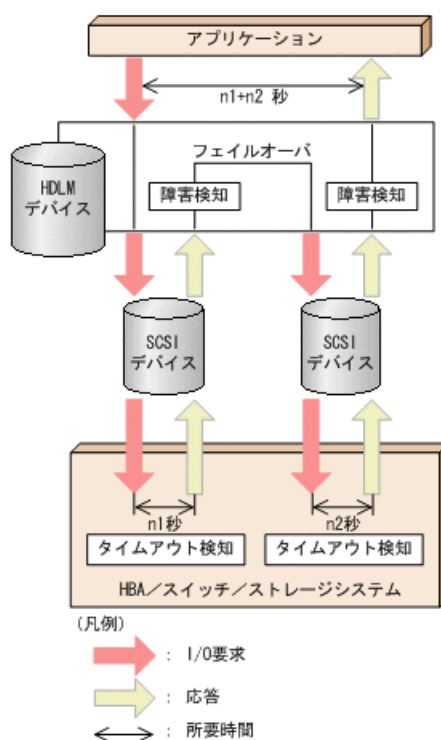 アプリケーション
n1+n2 秒
フェイルオーバ
HDLM
デバイス
障害検知
障害検知
SCSI
デバイス
SCSI
デバイス
n1秒
n2秒
タイムアウト検知
タイムアウト検知
HBA／スイッチ／ストレージシステム
(凡例)
： I/O要求
： 応答
： 所要時間